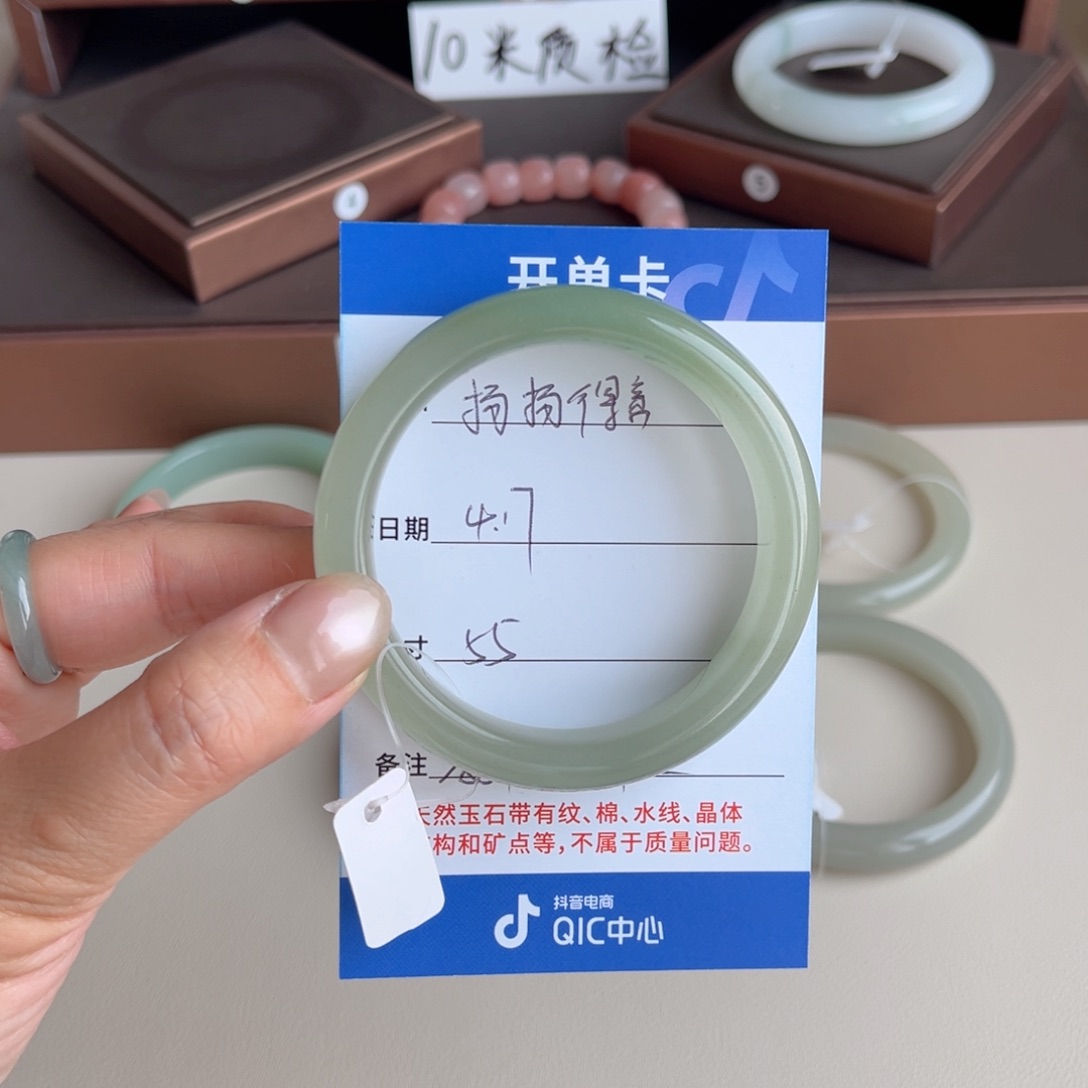 10米质检
5
开单卡
扬扬得意
日期 4.17
寸 55
备注
天然玉石带有纹、棉、水线、晶体
构和矿点等，不属于质量问题。
抖音电商
QIC中心